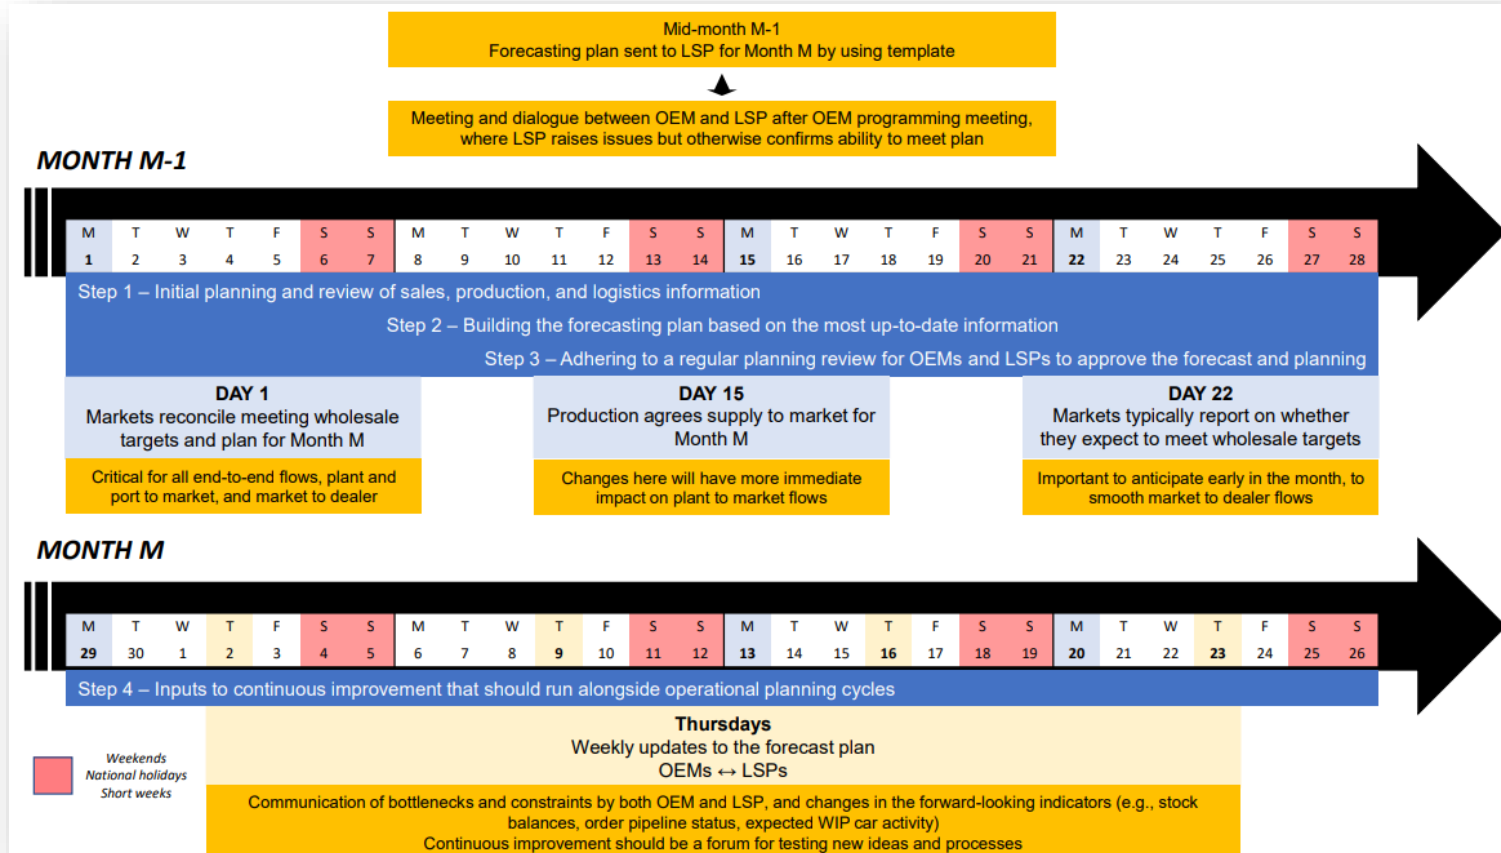 Mid-month M-1
Forecasting plan sent to LSP for Month M by using template
Meeting and dialogue between OEM and LSP after OEM programming meeting,
where LSP raises issues but otherwise confirms ability to meet plan
MONTH M-1
M T W T F S S M T W T F S S M T W T F S S M T W T F S S
1 2 3 4 5 6 7 8 9 10 11 12 13 14 15 16 17 18 19 20 21 22 23 24 25 26 27 28
Step 1 – Initial planning and review of sales, production, and logistics information
Step 2 – Building the forecasting plan based on the most up-to-date information
Step 3 – Adhering to a regular planning review for OEMs and LSPs to approve the forecast and planning
DAY 1
Markets reconcile meeting wholesale
targets and plan for Month M
Critical for all end-to-end flows, plant and
port to market, and market to dealer
DAY 15
Production agrees supply to market for
Month M
Changes here will have more immediate
impact on plant to market flows
DAY 22
Markets typically report on whether
they expect to meet wholesale targets
Important to anticipate early in the month, to
smooth market to dealer flows
MONTH M
M T W T F S S M T W T F S S M T W T F S S M T W T F S S
29 30 1 2 3 4 5 6 7 8 9 10 11 12 13 14 15 16 17 18 19 20 21 22 23 24 25 26
Step 4 – Inputs to continuous improvement that should run alongside operational planning cycles
Thursdays
Weekly updates to the forecast plan
OEMs ↔ LSPs
Weekends
National holidays
Short weeks
Communication of bottlenecks and constraints by both OEM and LSP, and changes in the forward-looking indicators (e.g., stock
balances, order pipeline status, expected WIP car activity)
Continuous improvement should be a forum for testing new ideas and processes